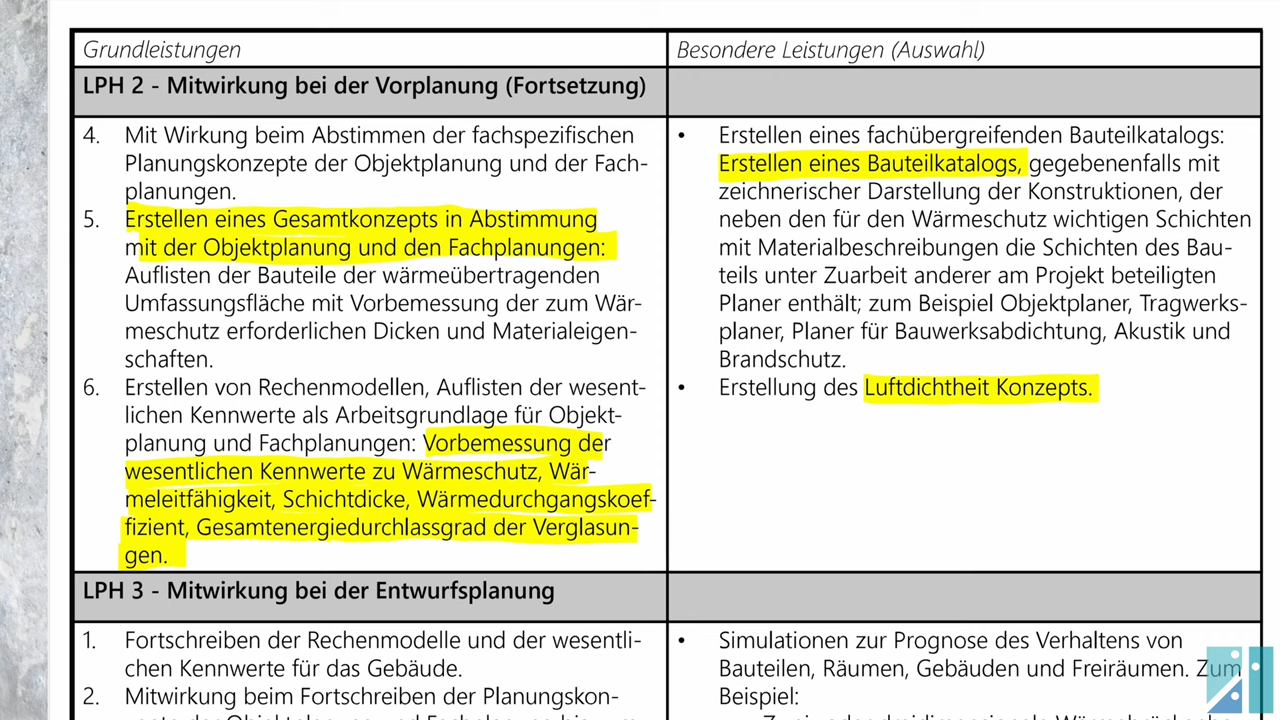 Grundleistungen
Besondere Leistungen (Auswahl)
LPH 2 - Mitwirkung bei der Vorplanung (Fortsetzung)
4. Mit Wirkung beim Abstimmen der fachspezifischen
Planungskonzepte der Objektplanung und der Fach-
planungen.
5. Erstellen eines Gesamtkonzepts in Abstimmung
mit der Objektplanung und den Fachplanungen:
Auflisten der Bauteile der wärmeübertragenden
Umfassungsfläche mit Vorbemessung der zum Wär-
meschutz erforderlichen Dicken und Materialeigen-
schaften.
6. Erstellen von Rechenmodellen, Auflisten der wesent-
lichen Kennwerte als Arbeitsgrundlage für Objekt-
planung und Fachplanungen: Vorbemessung der
wesentlichen Kennwerte zu Wärmeschutz, Wär-
meleitfähigkeit, Schichtdicke, Wärmedurchgangskoef-
fizient, Gesamtenergiedurchlassgrad der Verglasun-
gen.
• Erstellen eines fachübergreifenden Bauteilkatalogs:
Erstellen eines Bauteilkatalogs, gegebenenfalls mit
zeichnerischer Darstellung der Konstruktionen, der
neben den für den Wärmeschutz wichtigen Schichten
mit Materialbeschreibungen die Schichten des Bau-
teils unter Zuarbeit anderer am Projekt beteiligten
Planer enthält; zum Beispiel Objektplaner, Tragwerks-
planer, Planer für Bauwerksabdichtung, Akustik und
Brandschutz.
• Erstellung des Luftdichtheit Konzepts.
LPH 3 - Mitwirkung bei der Entwurfsplanung
1. Fortschreiben der Rechenmodelle und der wesentli-
chen Kennwerte für das Gebäude.
2. Mitwirkung beim Fortschreiben der Planungskon-
• Simulationen zur Prognose des Verhaltens von
Bauteilen, Räumen, Gebäuden und Freiräumen. Zum
Beispiel: